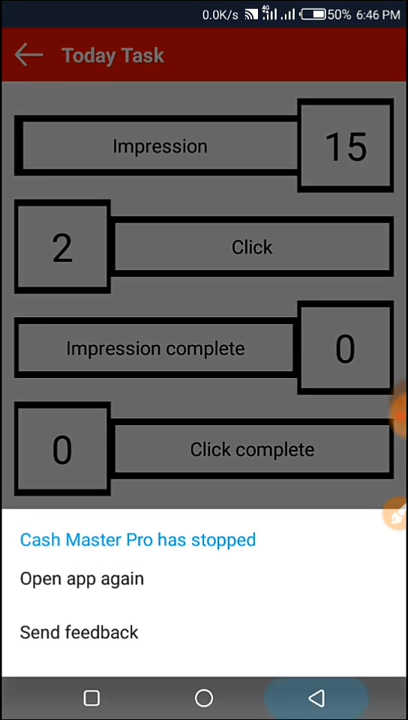 0.0K/s 4G 50% 6:46 PM
Today Task
Impression 15
2 Click
Impression complete 0
0 Click complete
Cash Master Pro has stopped
Open app again
Send feedback